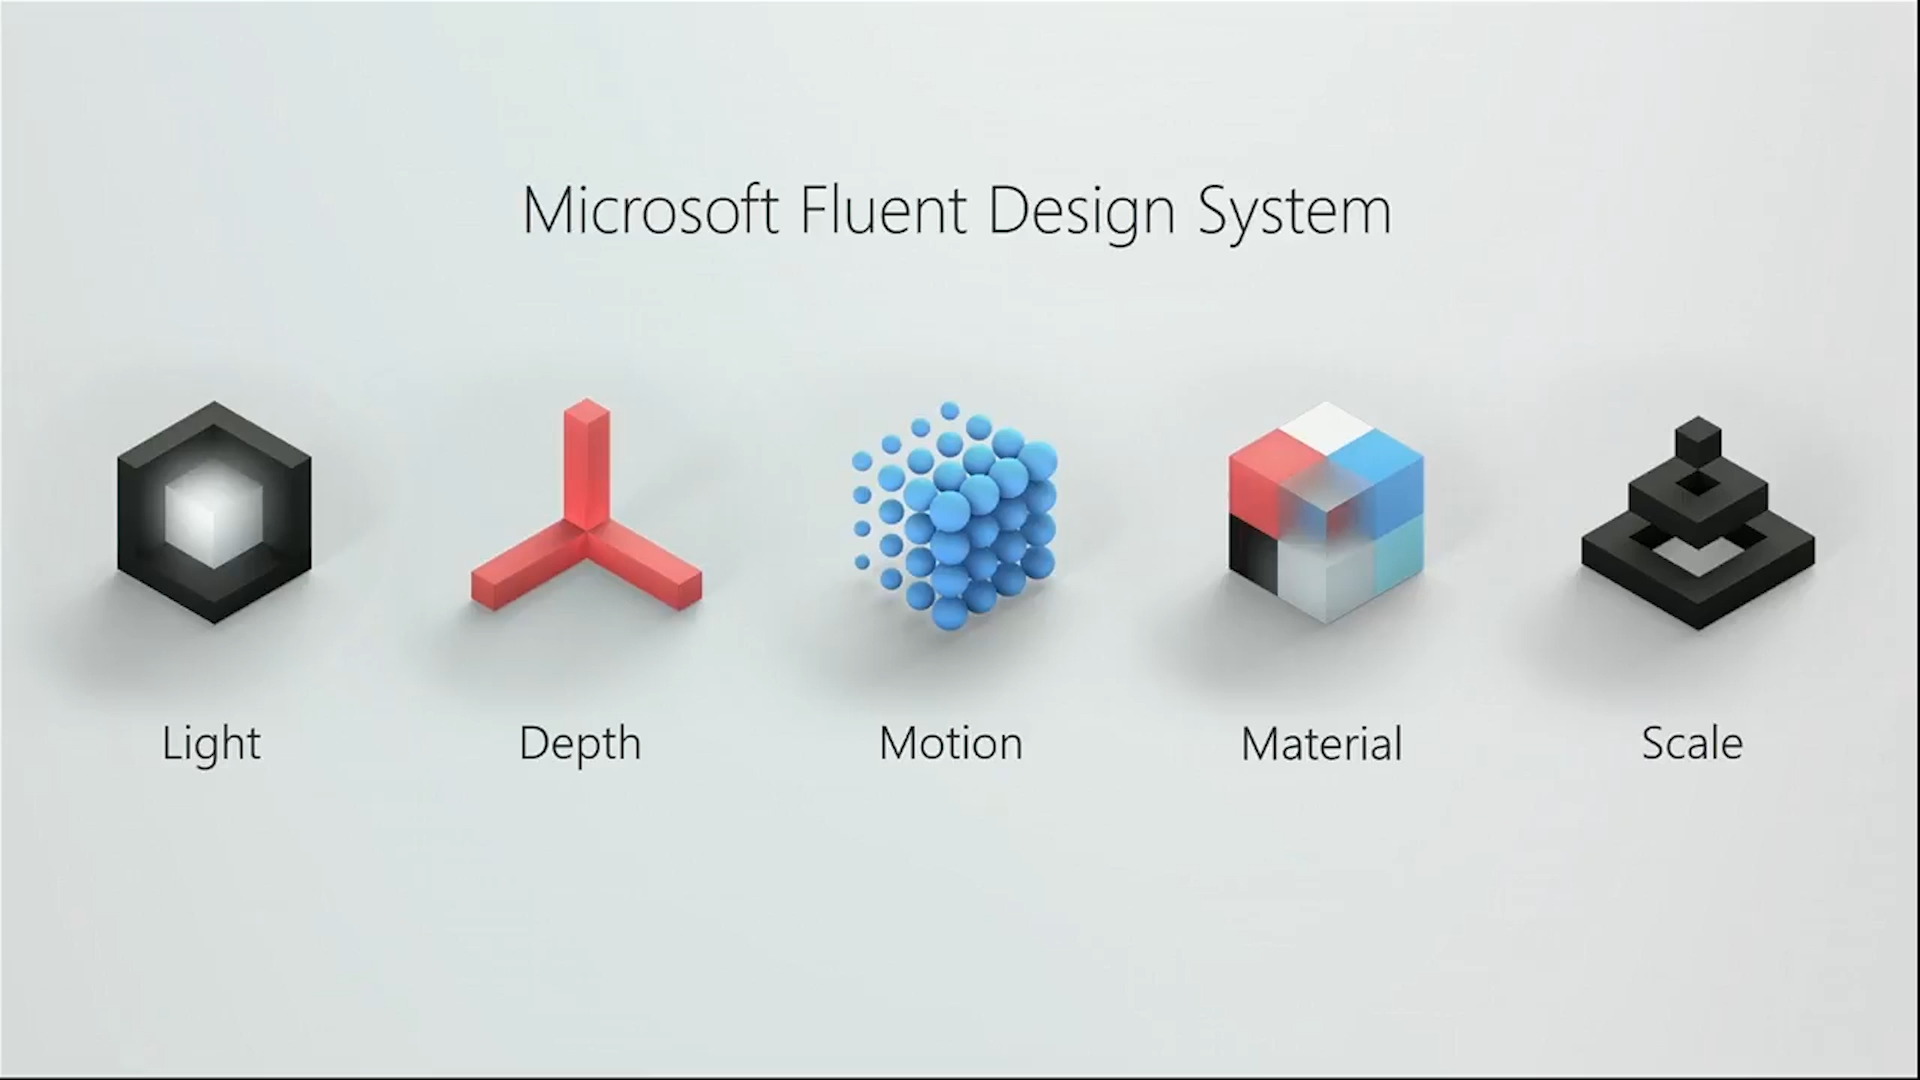 Microsoft Fluent Design System
Light
Depth
Motion
Material
Scale